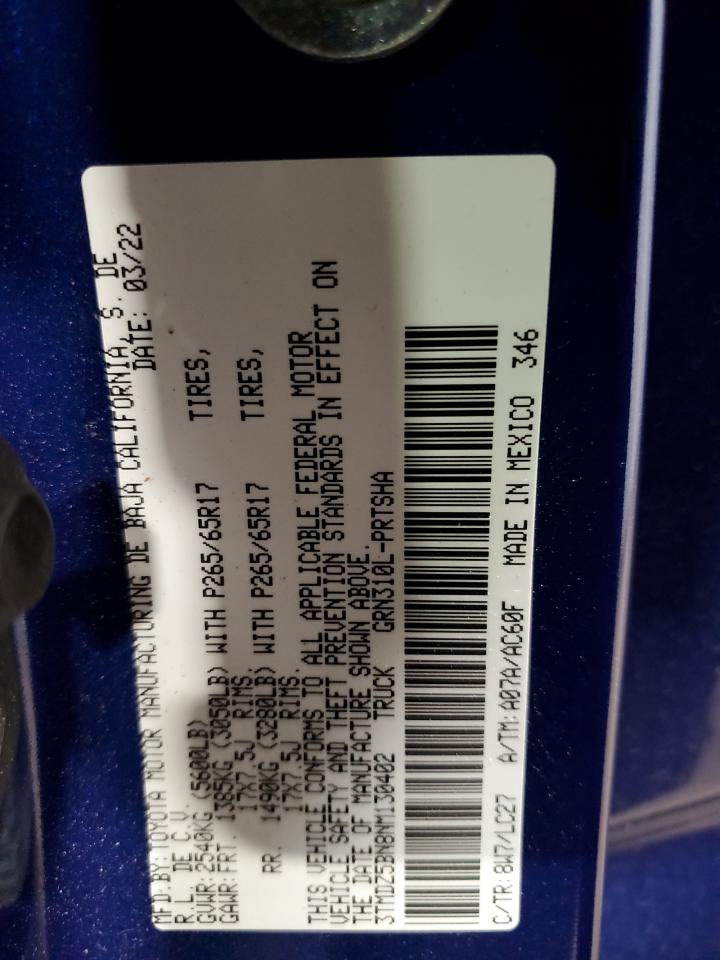 MFD.BY:TOYOTA MOTOR MANUFACTURING DE BAJA CALIFORNIA, S. DE
R.L. DE C.V. DATE: 03/22
GVWR:2540KG (5600LB)
GAWR:FRT. 1385KG (3050LB) WITH P265/65R17 TIRES,
17X7.5J RIMS.
RR. 1490KG (3280LB) WITH P265/65R17 TIRES,
17X7.5J RIMS.
THIS VEHICLE CONFORMS TO ALL APPLICABLE FEDERAL MOTOR
VEHICLE SAFETY AND THEFT PREVENTION STANDARDS IN EFFECT ON
THE DATE OF MANUFACTURE SHOWN ABOVE.
3TMDZ5BN8NM130402 TRUCK GRN310L-PRTSHA
C/TR:8W7/LC27 A/TM:A07A/AC60F MADE IN MEXICO 346